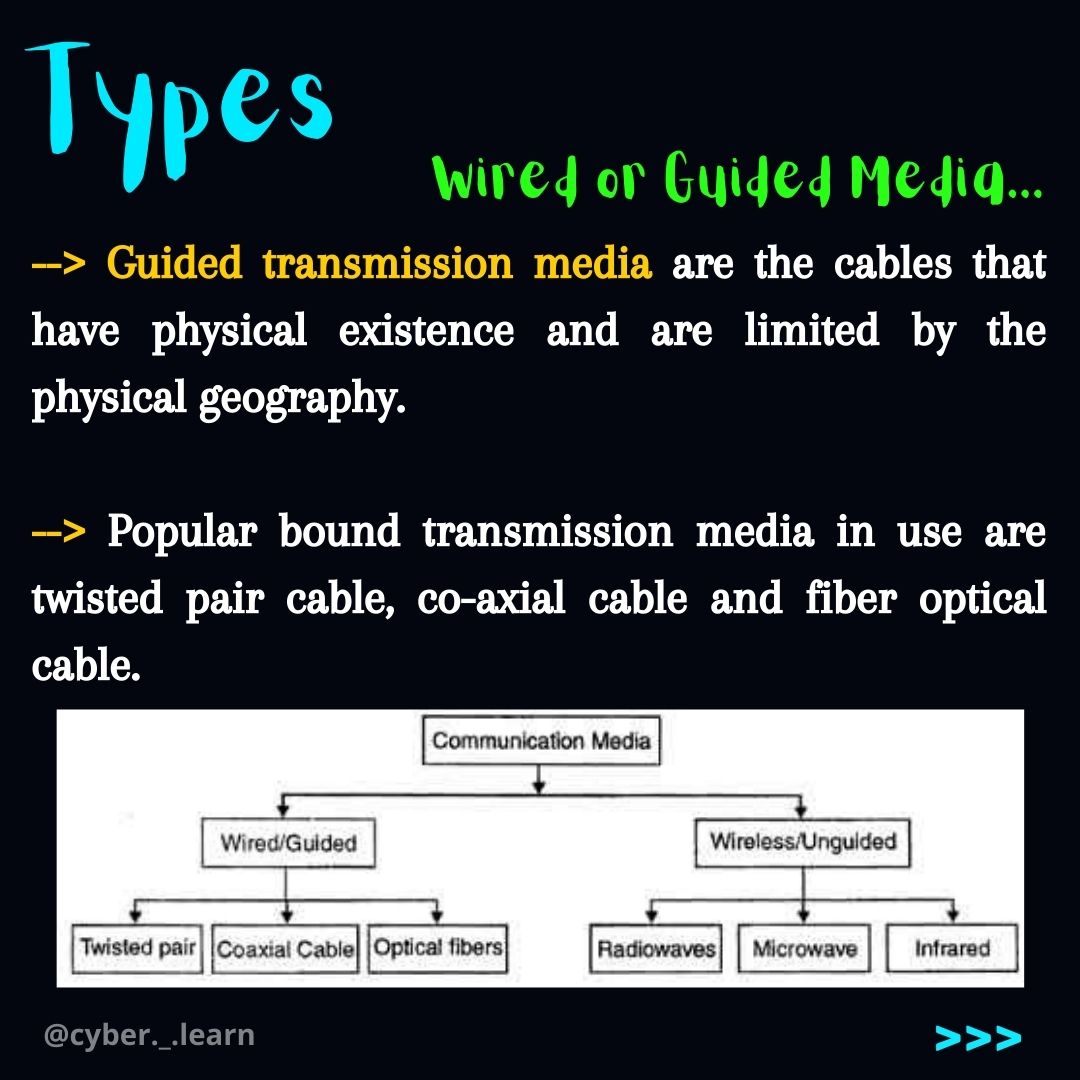 Types
Wired or Guided Media...
--> Guided transmission media are the cables that
have physical existence and are limited by the
physical geography.
--> Popular bound transmission media in use are
twisted pair cable, co-axial cable and fiber optical
cable.
Communication Media
Wired/Guided
Wireless/Unguided
Twisted pair
Coaxial Cable
Optical fibers
Radiowaves
Microwave
Infrared
@cyber._.learn
>>>